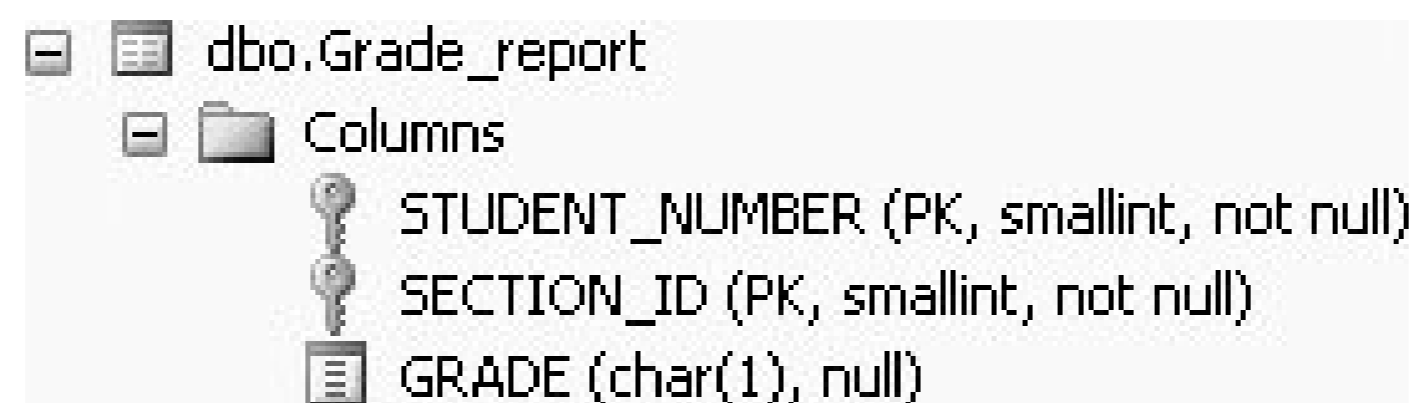 dbo.Grade_report
Columns
STUDENT_NUMBER (PK, smallint, not null)
SECTION_ID (PK, smallint, not null)
GRADE (char(1), null)